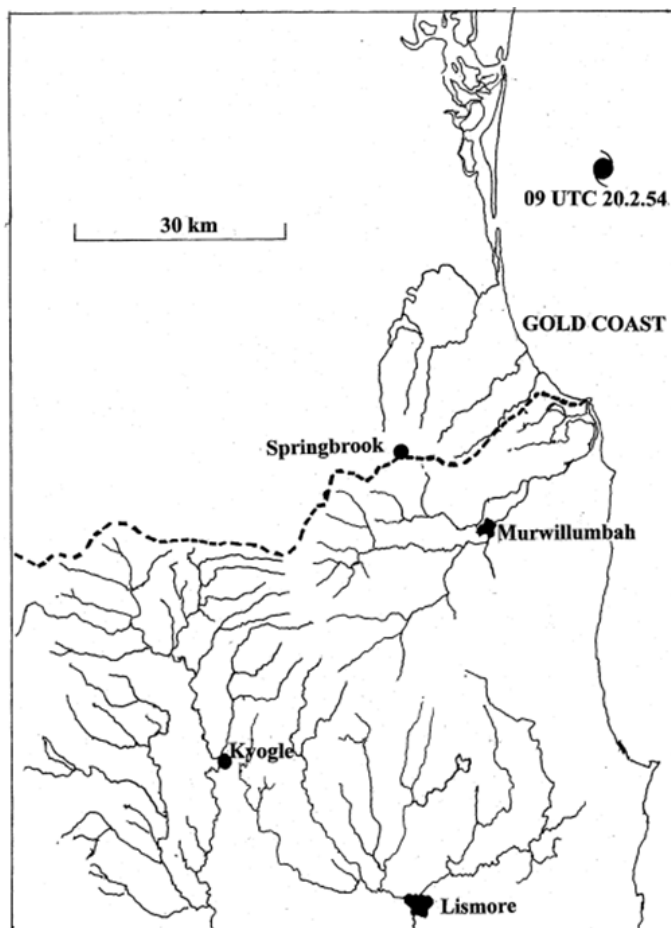 30 km
09 UTC 20.2.54
GOLD COAST
Springbrook
Murwillumbah
Kyogle
Lismore